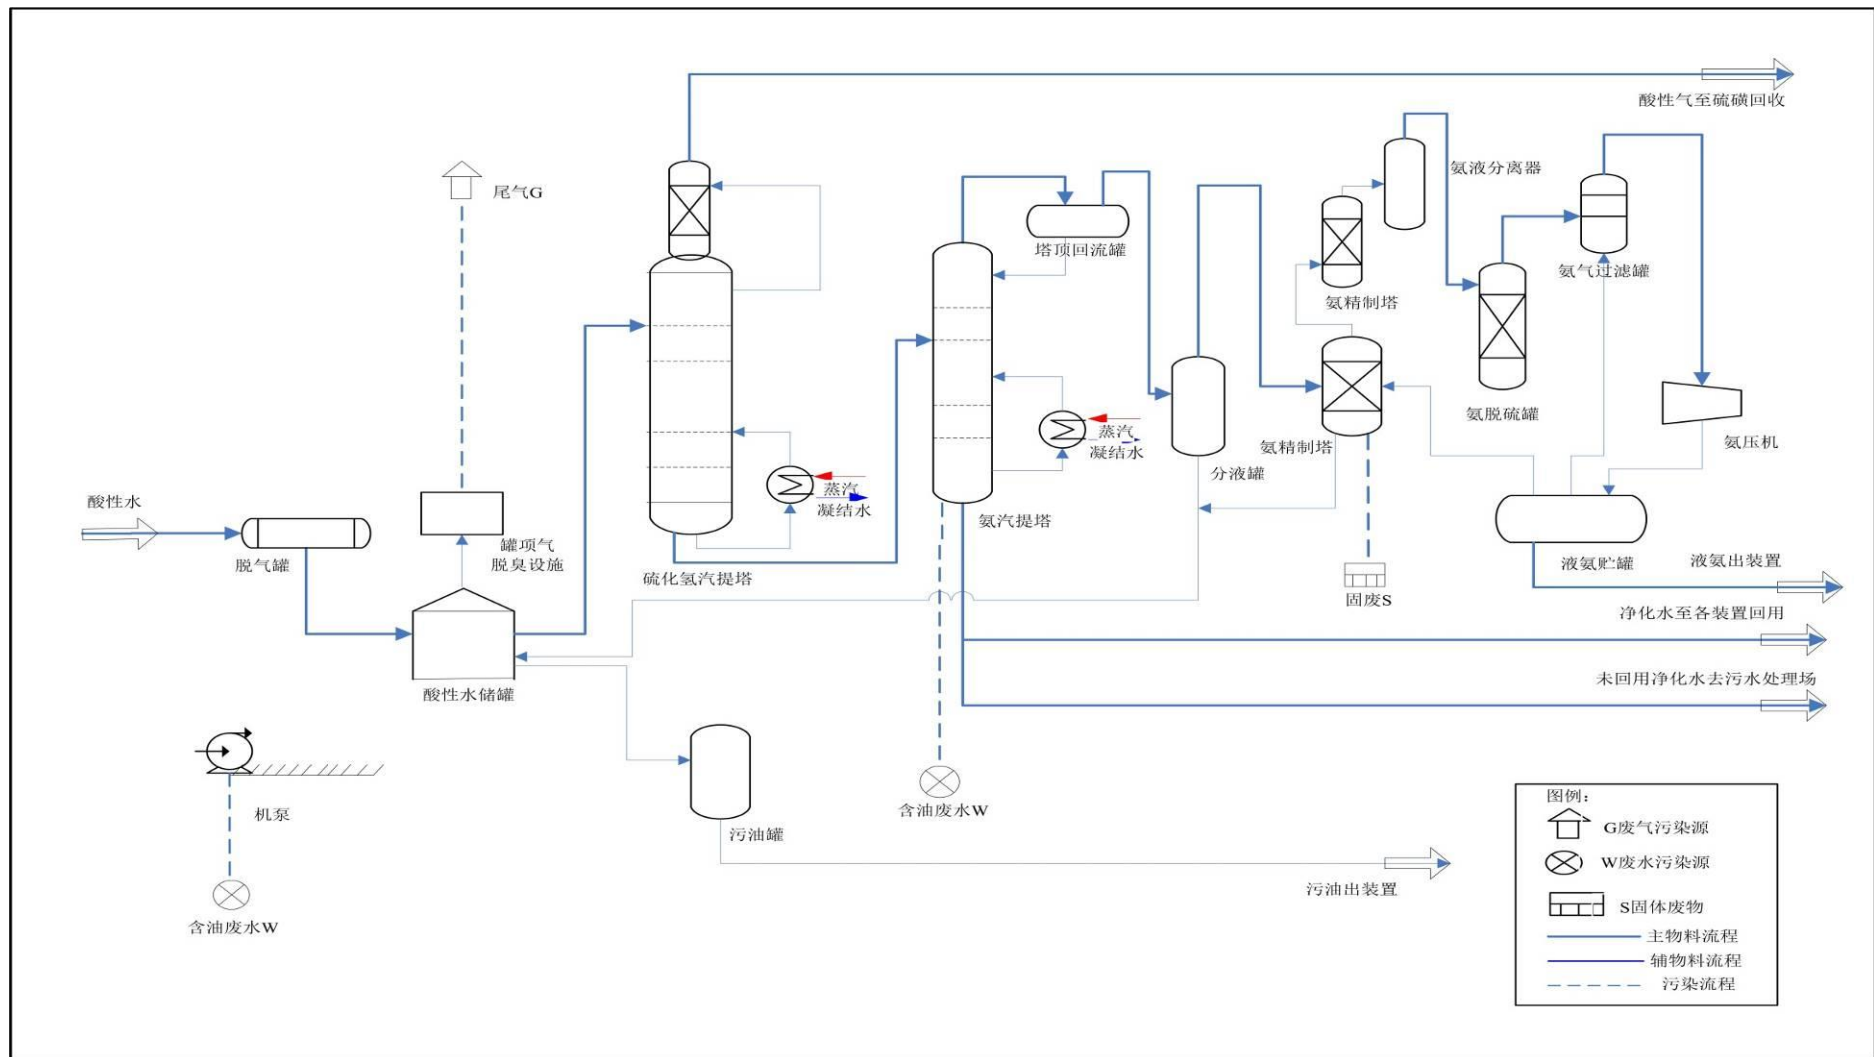 酸性气至硫磺回收
尾气G
氨液分离器
塔顶回流罐
氨气过滤罐
氨精制塔
氨脱硫罐
氨压机
蒸汽
凝结水
氨精制塔
分液罐
蒸汽
凝结水
酸性水
氨汽提塔
罐项气
脱臭设施
脱气罐
硫化氢汽提塔
液氨贮罐
液氨出装置
固废S
净化水至各装置回用
未回用净化水去污水处理场
酸性水储罐
机泵
污油罐
含油废水W
污油出装置
含油废水W
图例:
G废气污染源
W废水污染源
S固体废物
主物料流程
辅物料流程
污染流程